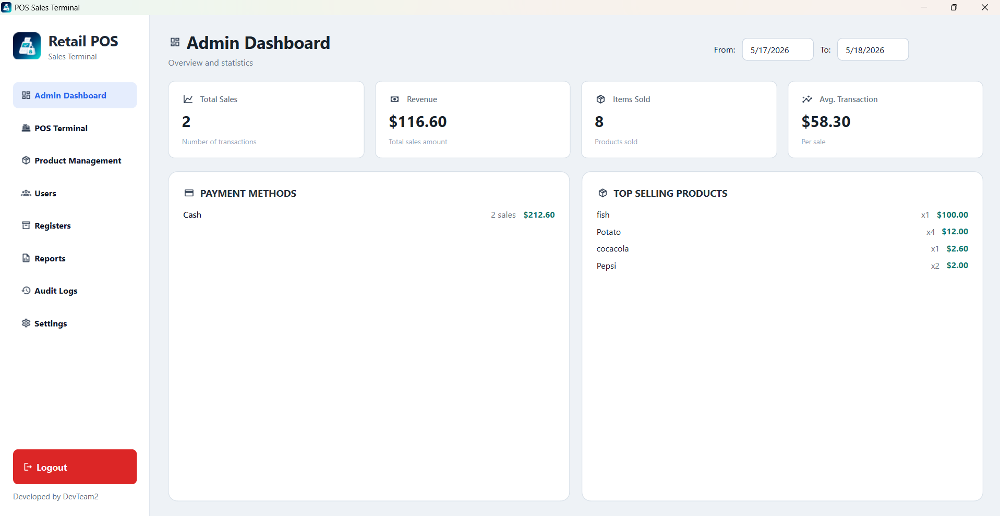 POS Sales Terminal
Retail POS
Sales Terminal
Admin Dashboard
POS Terminal
Product Management
Users
Registers
Reports
Audit Logs
Settings
Logout
Developed by DevTeam2
Admin Dashboard
Overview and statistics
From: 5/17/2026 To: 5/18/2026
Total Sales
2
Number of transactions
Revenue
$116.60
Total sales amount
Items Sold
8
Products sold
Avg. Transaction
$58.30
Per sale
PAYMENT METHODS
Cash 2 sales $212.60
TOP SELLING PRODUCTS
fish x1 $100.00
Potato x4 $12.00
cocacola x1 $2.60
Pepsi x2 $2.00